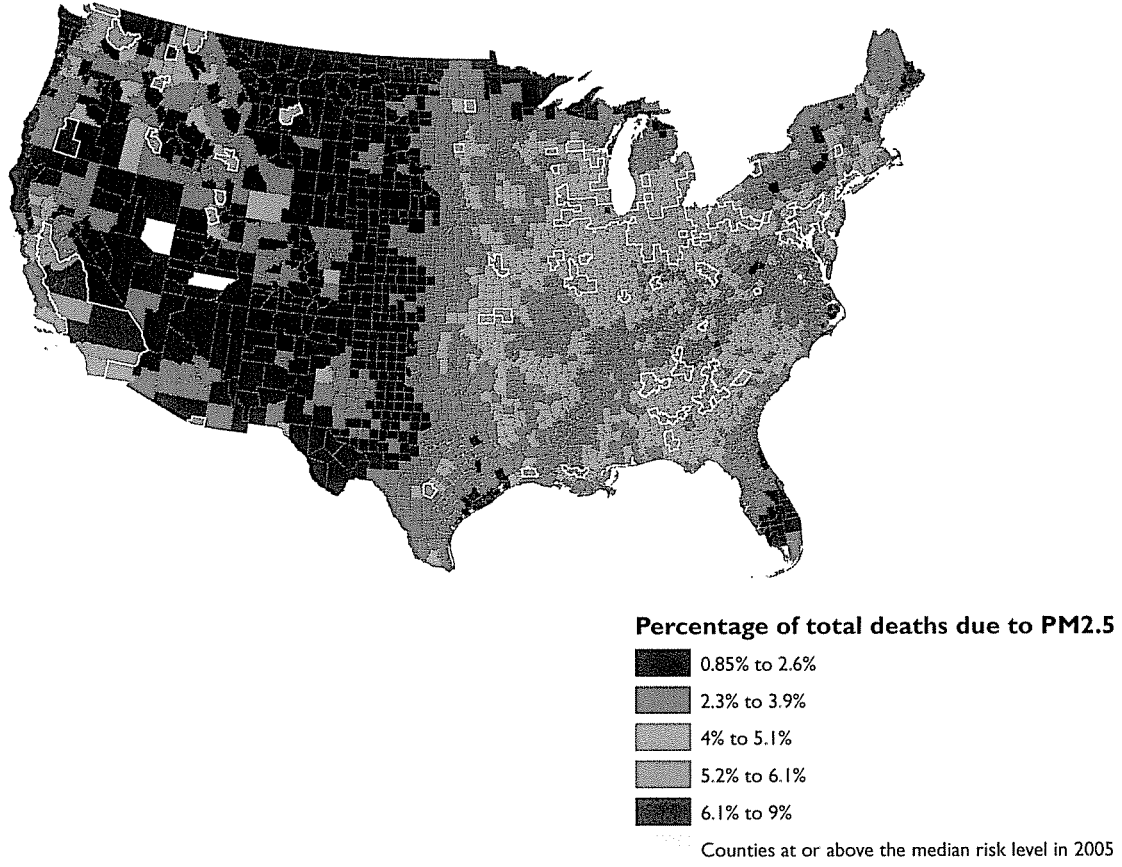 Percentage of total deaths due to PM2.5
0.85% to 2.6%
2.3% to 3.9%
4% to 5.1%
5.2% to 6.1%
6.1% to 9%
Counties at or above the median risk level in 2005